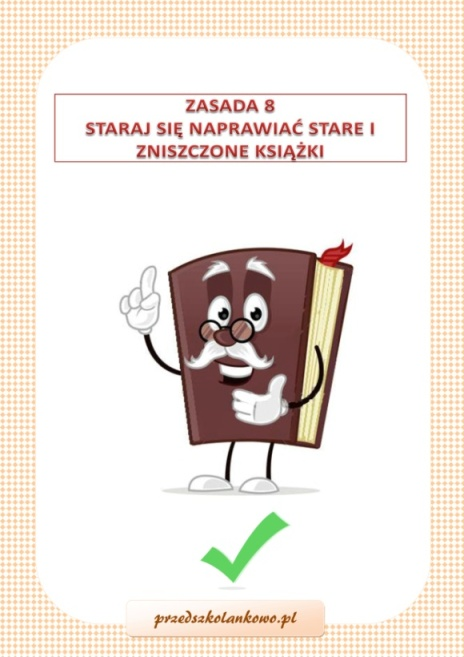 ZASADA 8
STARAJ SIĘ NAPRAWIAĆ STARE I
ZNISZCZONE KSIĄŻKI
przedszkolankowo.pl